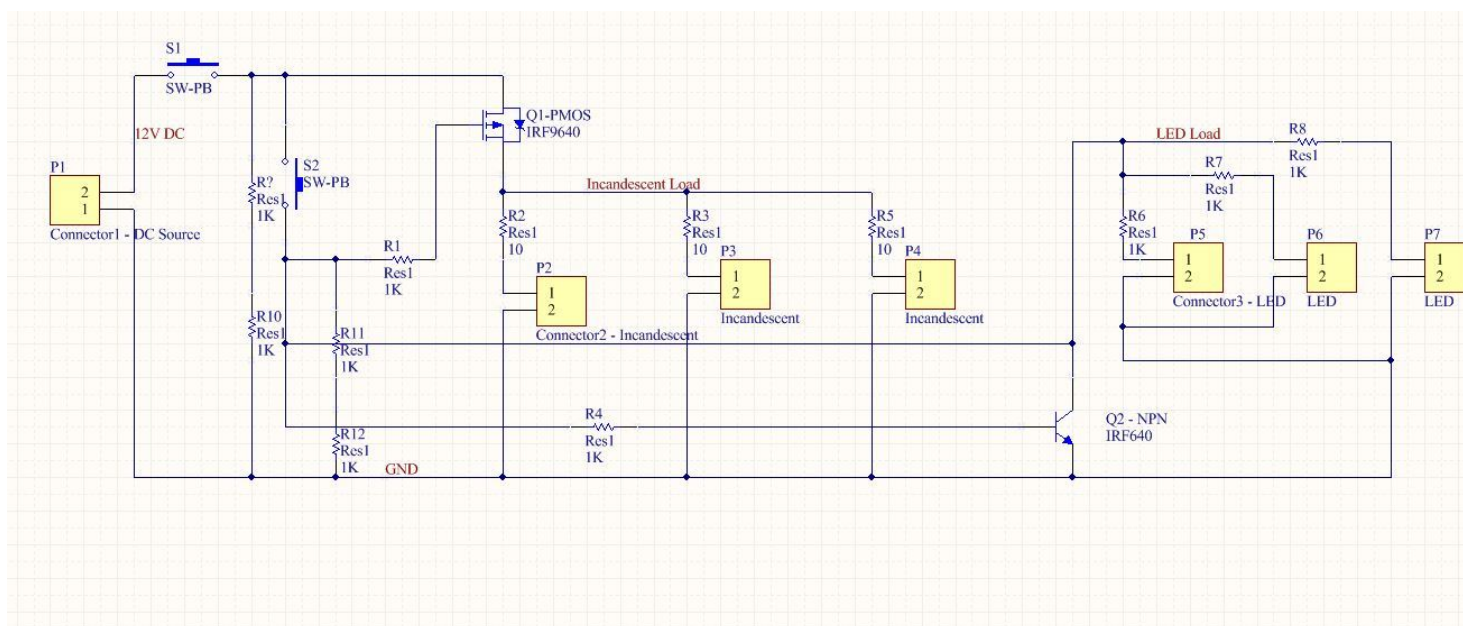 S1
SW-PB
12V DC
P1
2
1
Connector1 - DC Source
R?
Res1
1K
S2
SW-PB
R10
Res1
1K
R11
Res1
1K
R12
Res1
1K
GND
R1
Res1
1K
Q1-PMOS
IRF9640
Incandescent Load
R2
Res1
10
P2
1
2
Connector2 - Incandescent
R3
Res1
10
P3
1
2
Incandescent
R5
Res1
10
P4
1
2
Incandescent
R4
Res1
1K
Q2 - NPN
IRF640
LED Load
R8
Res1
1K
R7
Res1
1K
R6
Res1
1K
P5
1
2
Connector3 - LED
P6
1
2
LED
P7
1
2
LED